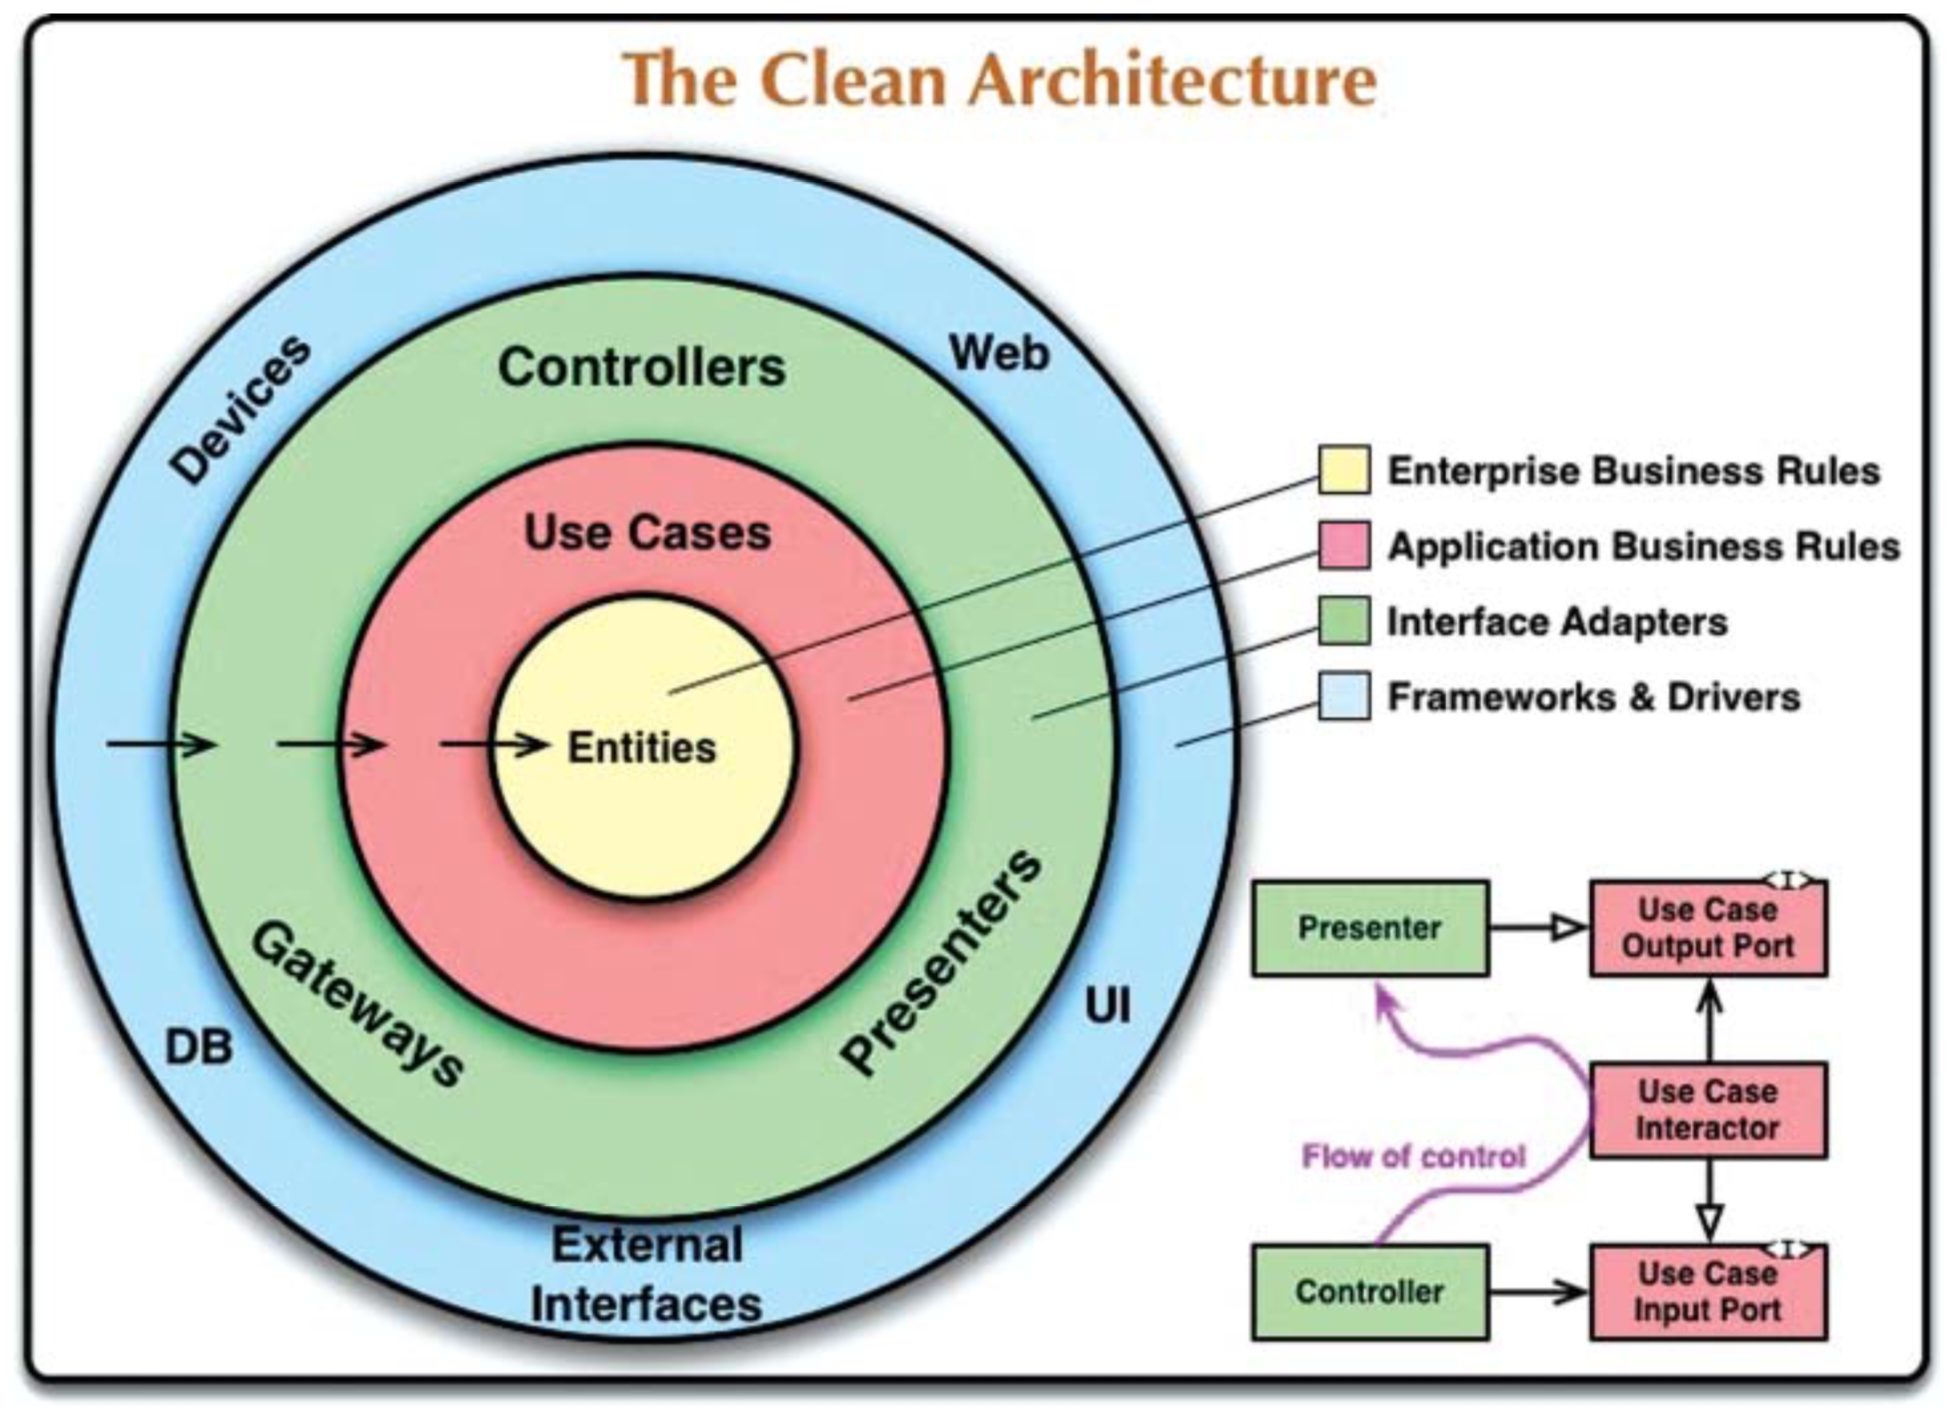 The Clean Architecture
Devices
Web
Controllers
Use Cases
Entities
Gateways
Presenters
DB
UI
External
Interfaces
Enterprise Business Rules
Application Business Rules
Interface Adapters
Frameworks & Drivers
Presenter
<I>
Use Case
Output Port
Use Case
Interactor
Flow of control
Controller
<I>
Use Case
Input Port